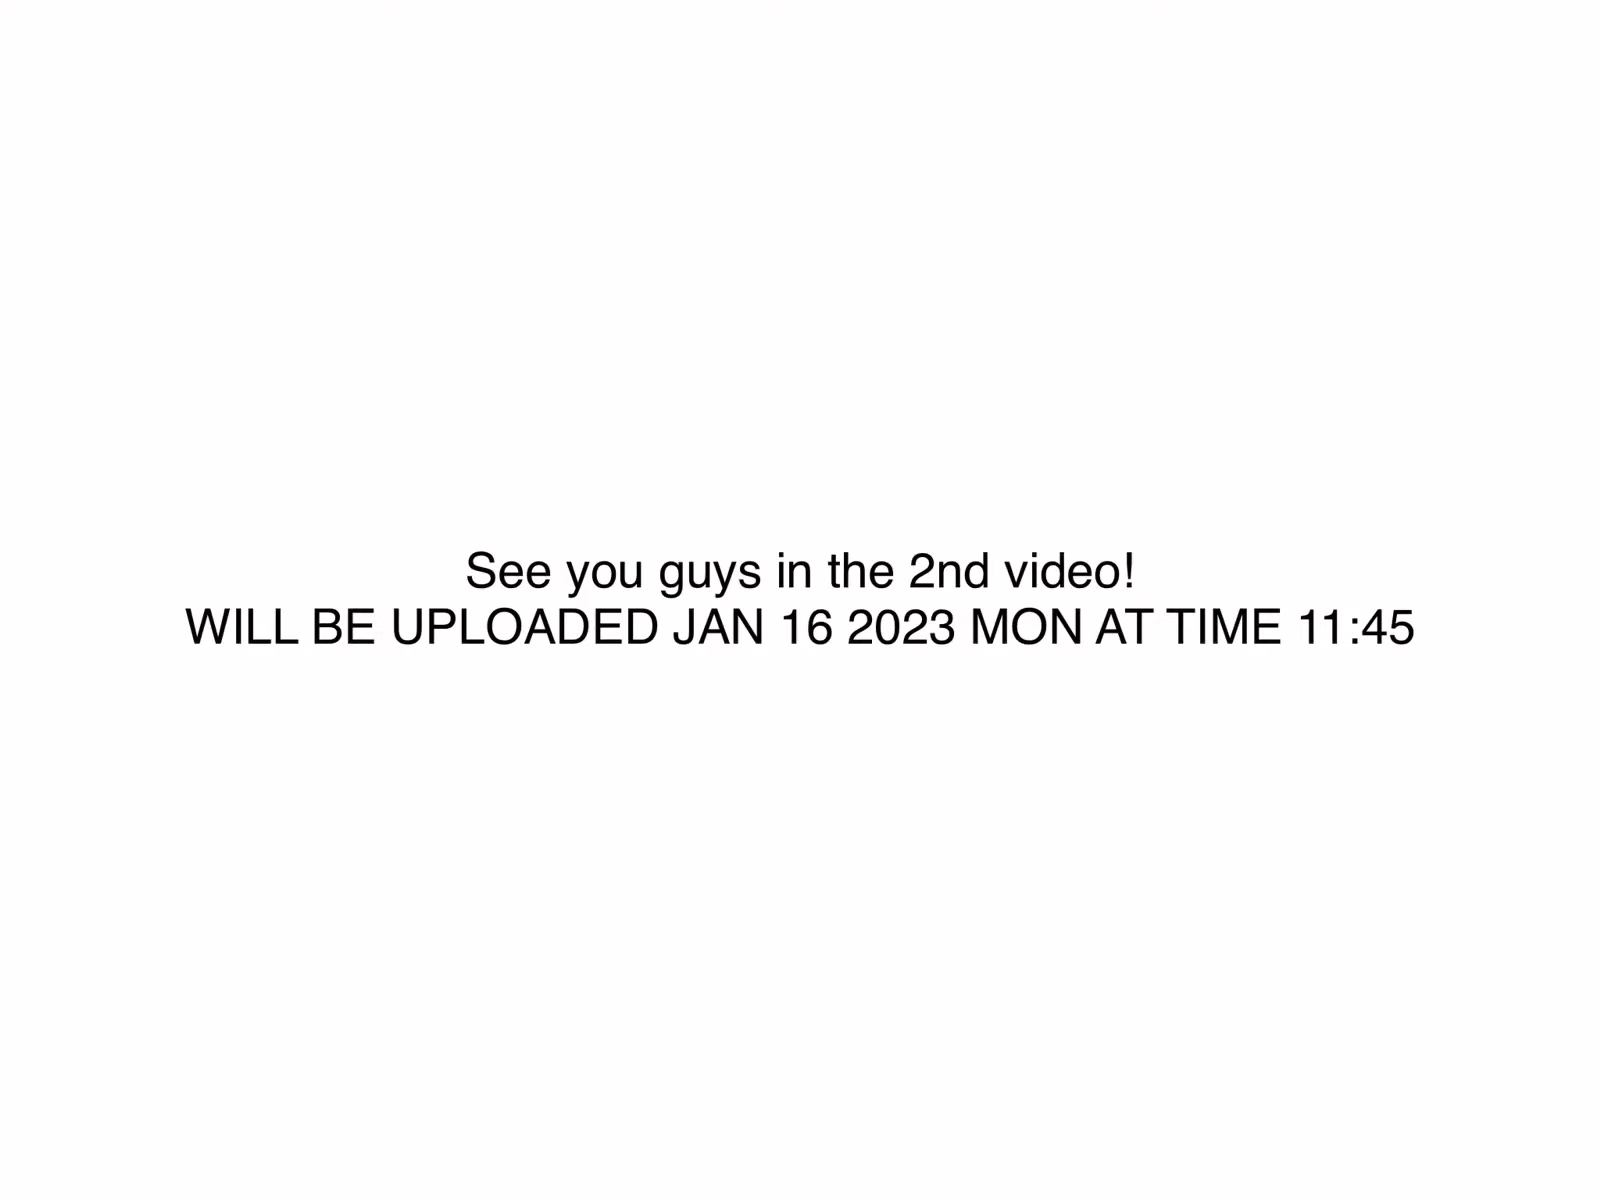 See you guys in the 2nd video!
WILL BE UPLOADED JAN 16 2023 MON AT TIME 11:45